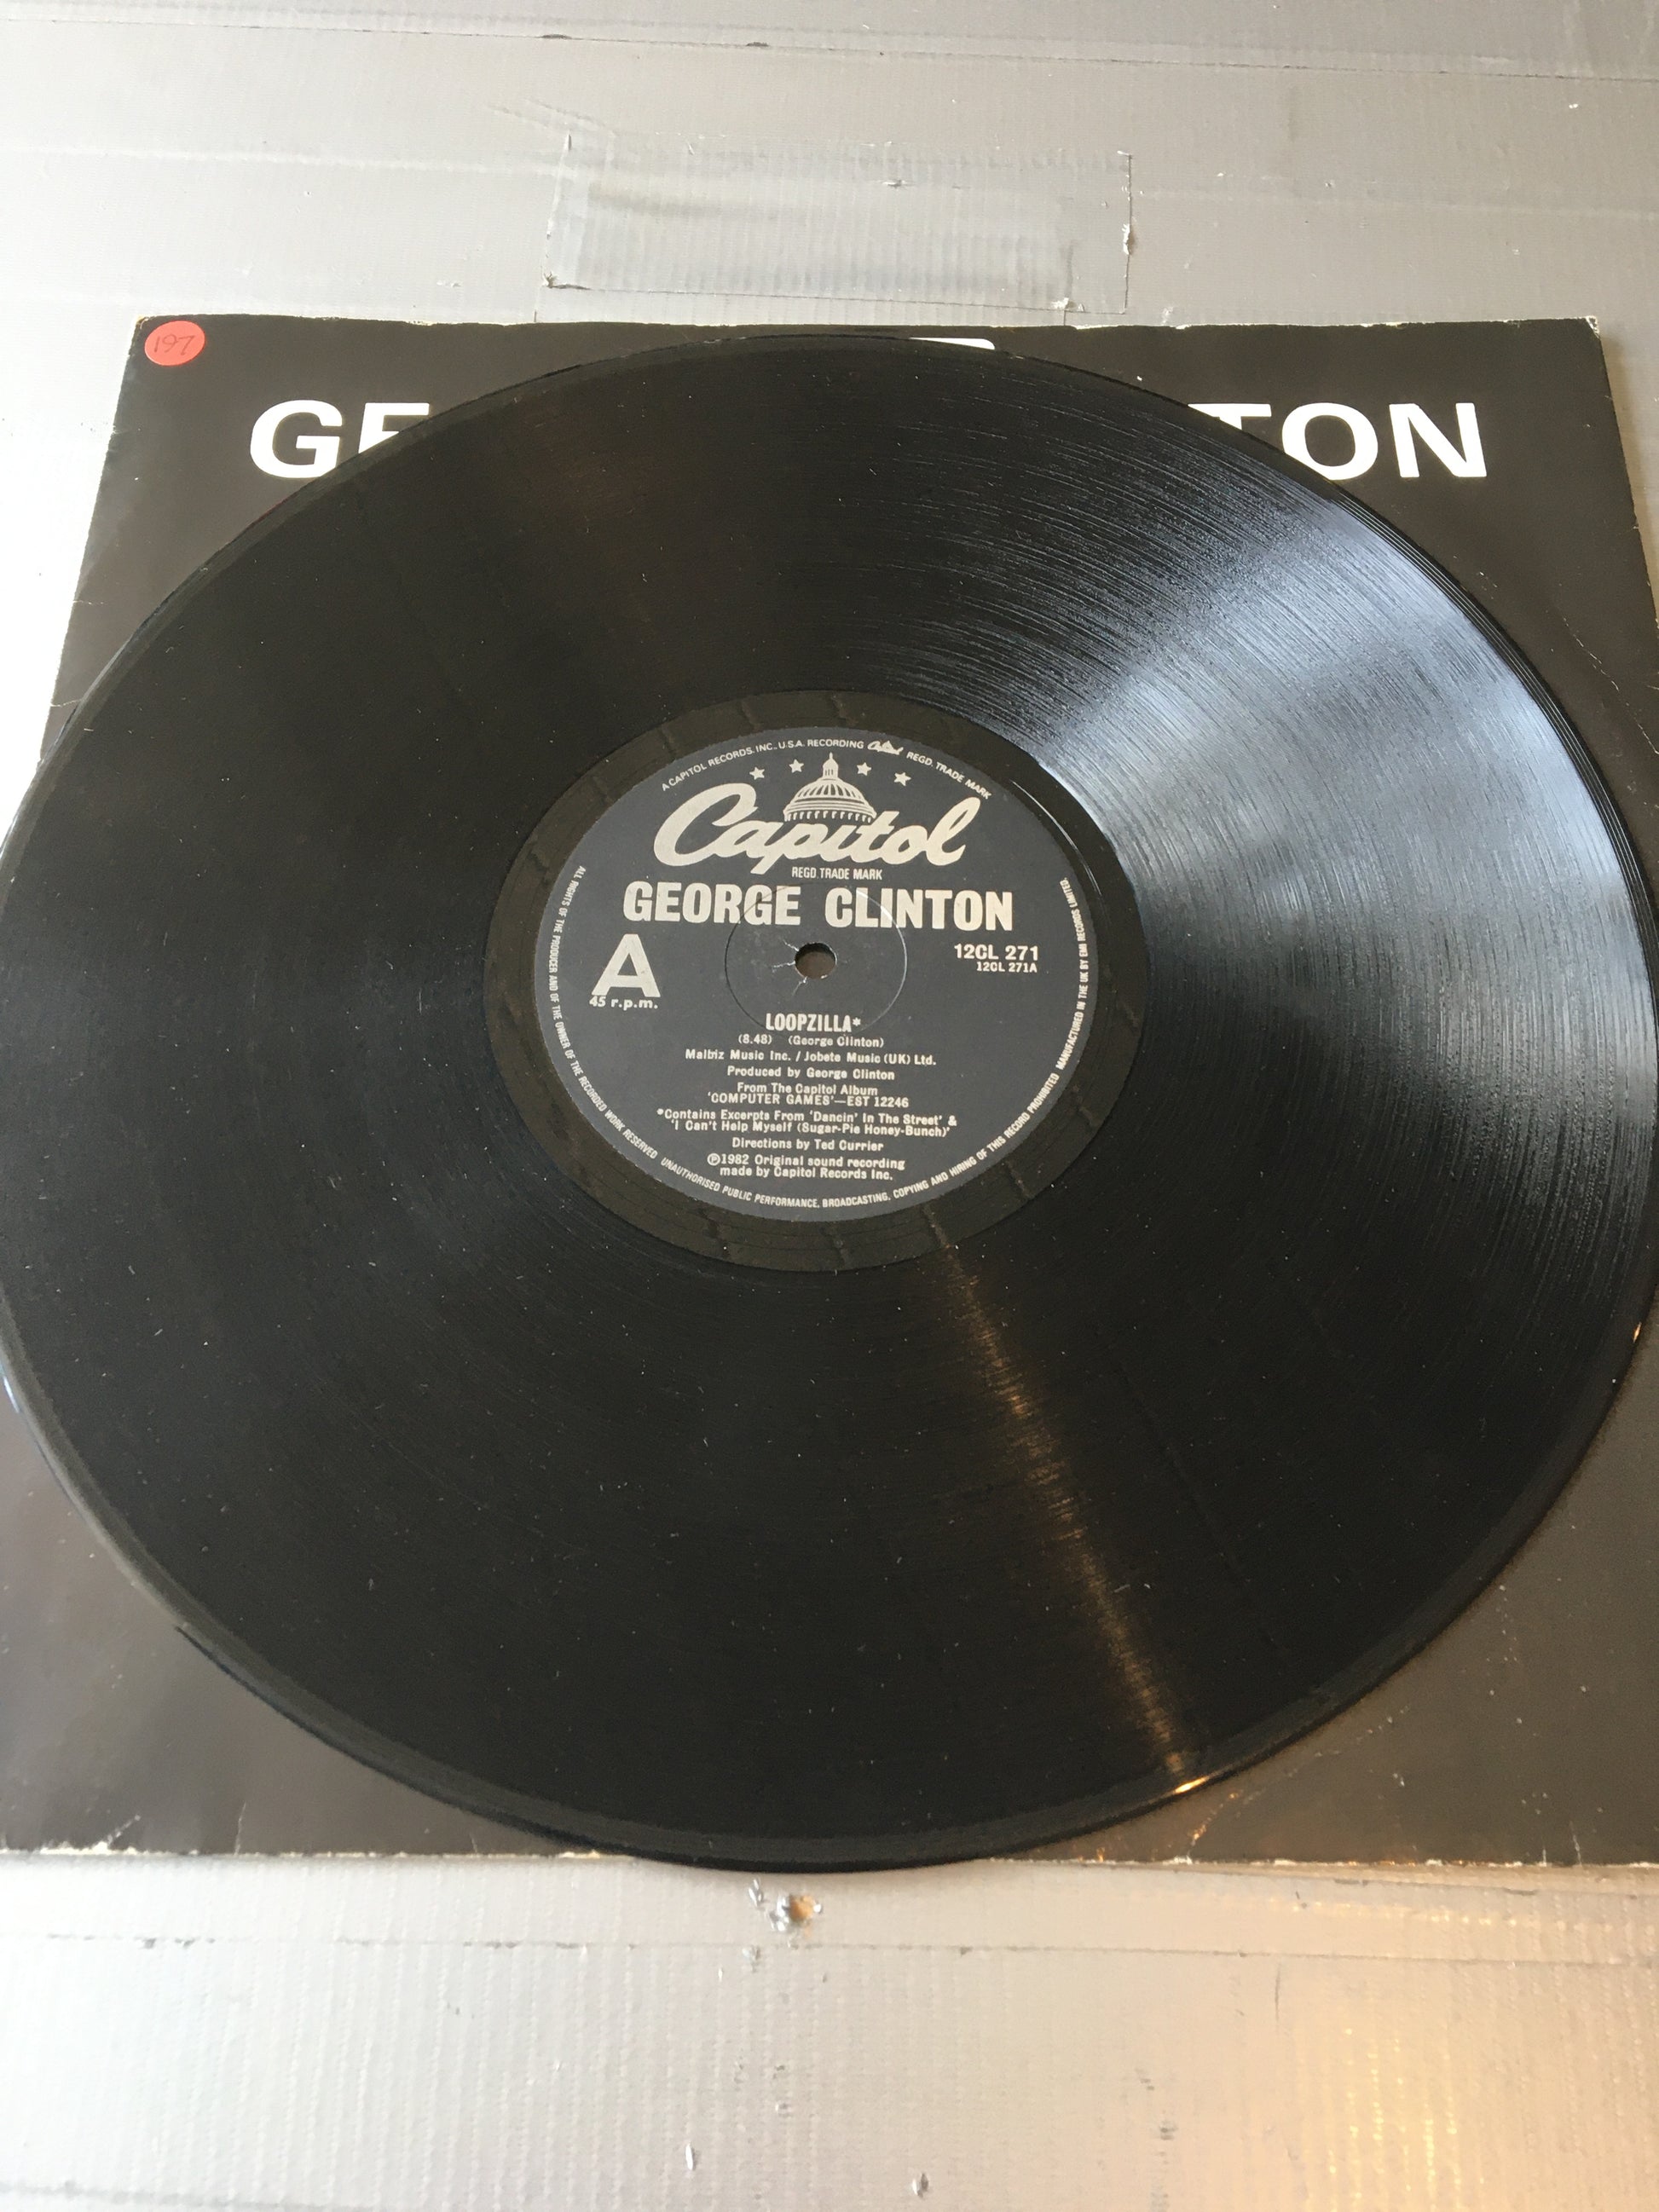 197
GE
TON
A CAPITOL RECORDS. INC., U.S.A. RECORDING Capitol REGD. TRADE MARK
Capitol
REGD. TRADE MARK
GEORGE CLINTON
A
45 r.p.m.
12CL 271
12CL 271A
LOOPZILLA*
(8.48) (George Clinton)
Malbiz Music Inc. / Jobete Music (UK) Ltd.
Produced by George Clinton
From The Capitol Album
'COMPUTER GAMES'—EST 12246
*Contains Excerpts From 'Dancin' In The Street' &
'I Can't Help Myself (Sugar-Pie Honey-Bunch)'
Directions by Ted Currier
Ⓟ1982 Original sound recording
made by Capitol Records Inc.
ALL RIGHTS OF THE PRODUCER AND OF THE OWNER OF THE RECORDED WORK RESERVED UNAUTHORISED PUBLIC PERFORMANCE, BROADCASTING, COPYING AND HIRING OF THIS RECORD PROHIBITED MANUFACTURED IN THE UK BY EMI RECORDS LIMITED.